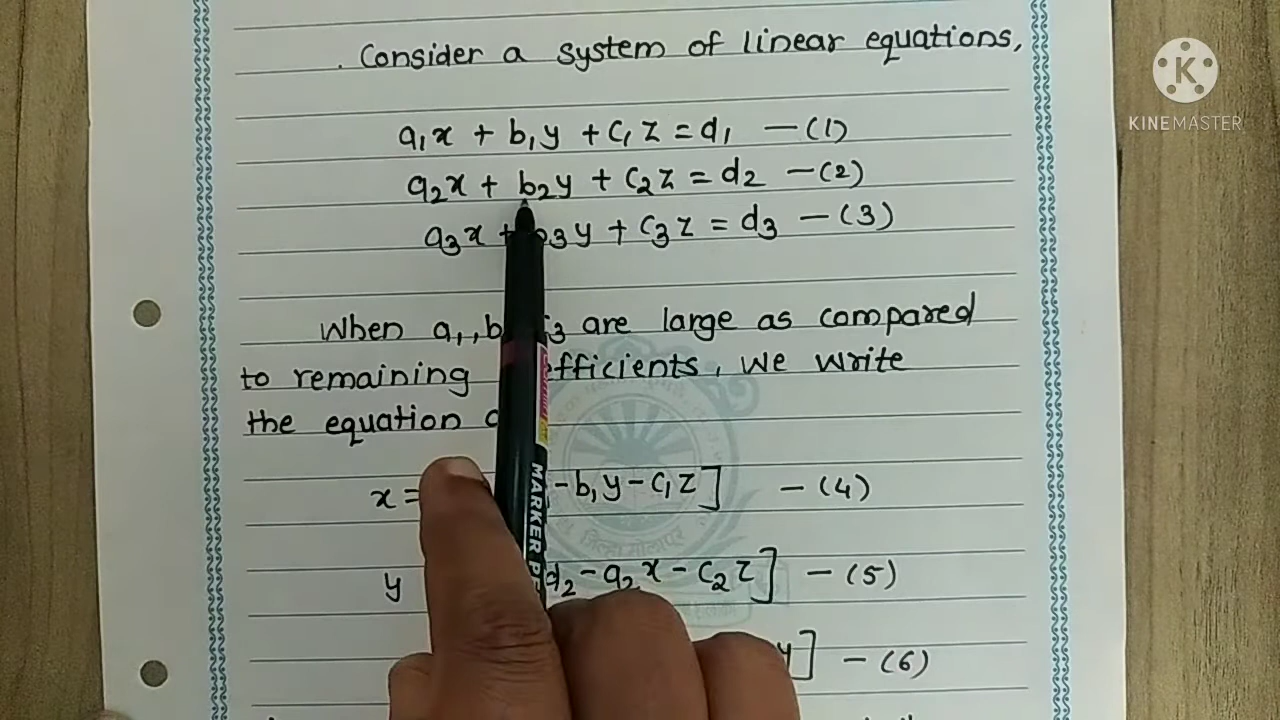 Consider a system of linear equations,
KINEMASTER
a₁x + b₁y + c₁z = d₁ —(1)
a₂x + b₂y + c₂z = d₂ —(2)
a₃x + b₃y + c₃z = d₃ —(3)
When a₁, b are large as compared
to remaining efficients, we write
the equation
x = - b₁y - c₁z] —(4)
y d₂ - a₂x - c₂z] —(5)
y] —(6)
MARKER
जिल्हा सोलापुर